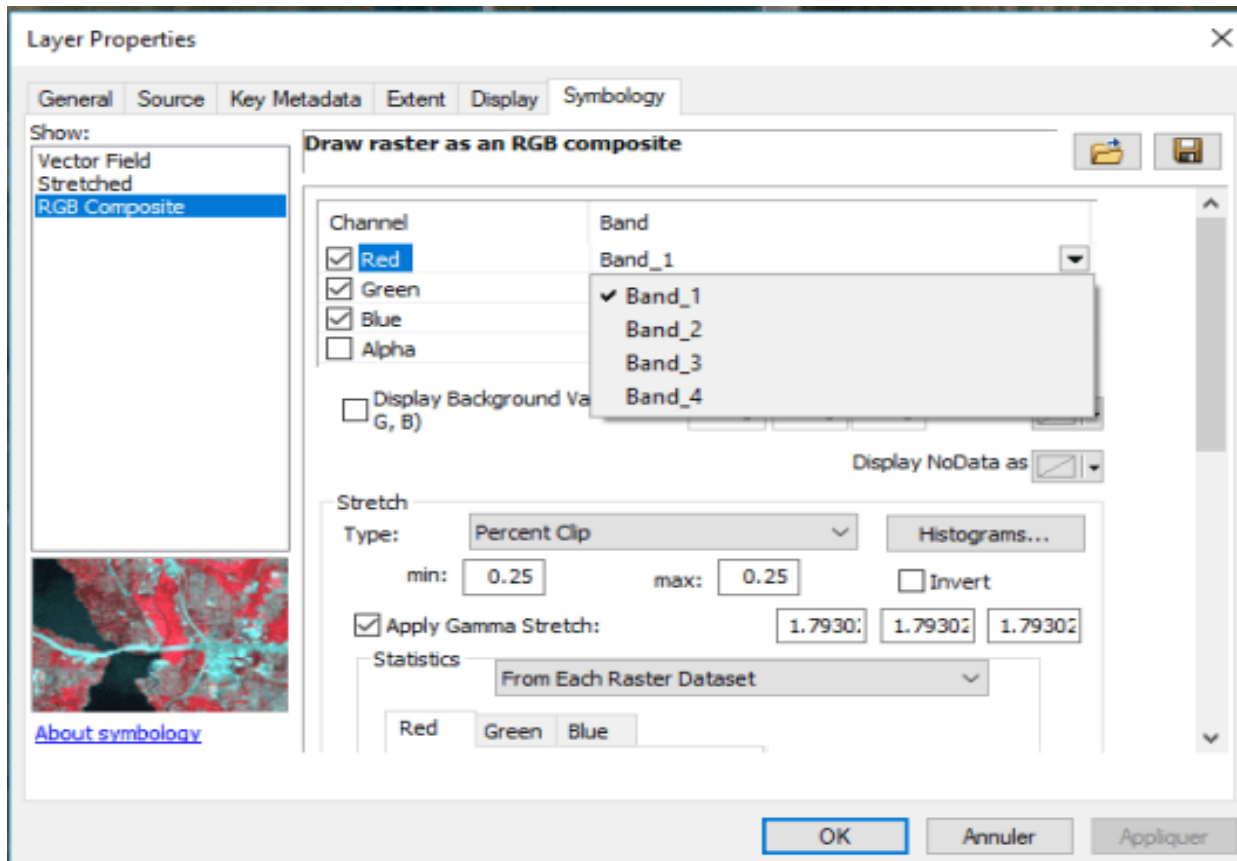 Layer Properties
General Source Key Metadata Extent Display Symbology
Show:
Vector Field
Stretched
RGB Composite
Draw raster as an RGB composite
Channel Band
Red Band_1
Green
Blue
Alpha
Band_1
Band_2
Band_3
Band_4
Display Background Va
G, B)
Display NoData as
Stretch
Type: Percent Clip Histograms...
min: 0.25 max: 0.25 Invert
Apply Gamma Stretch: 1.7930 1.79302 1.79302
Statistics
From Each Raster Dataset
Red Green Blue
About symbology
OK Annuler Appliquer